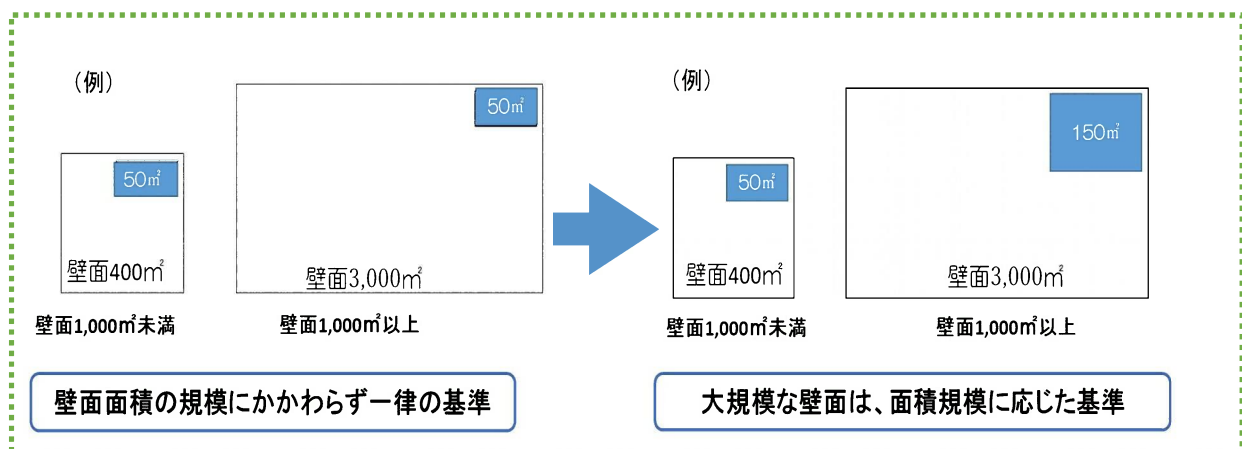 (例)
50㎡
壁面400㎡
壁面1,000㎡未満
50㎡
壁面3,000㎡
壁面1,000㎡以上
壁面面積の規模にかかわらず一律の基準
(例)
50㎡
壁面400㎡
壁面1,000㎡未満
150㎡
壁面3,000㎡
壁面1,000㎡以上
大規模な壁面は、面積規模に応じた基準